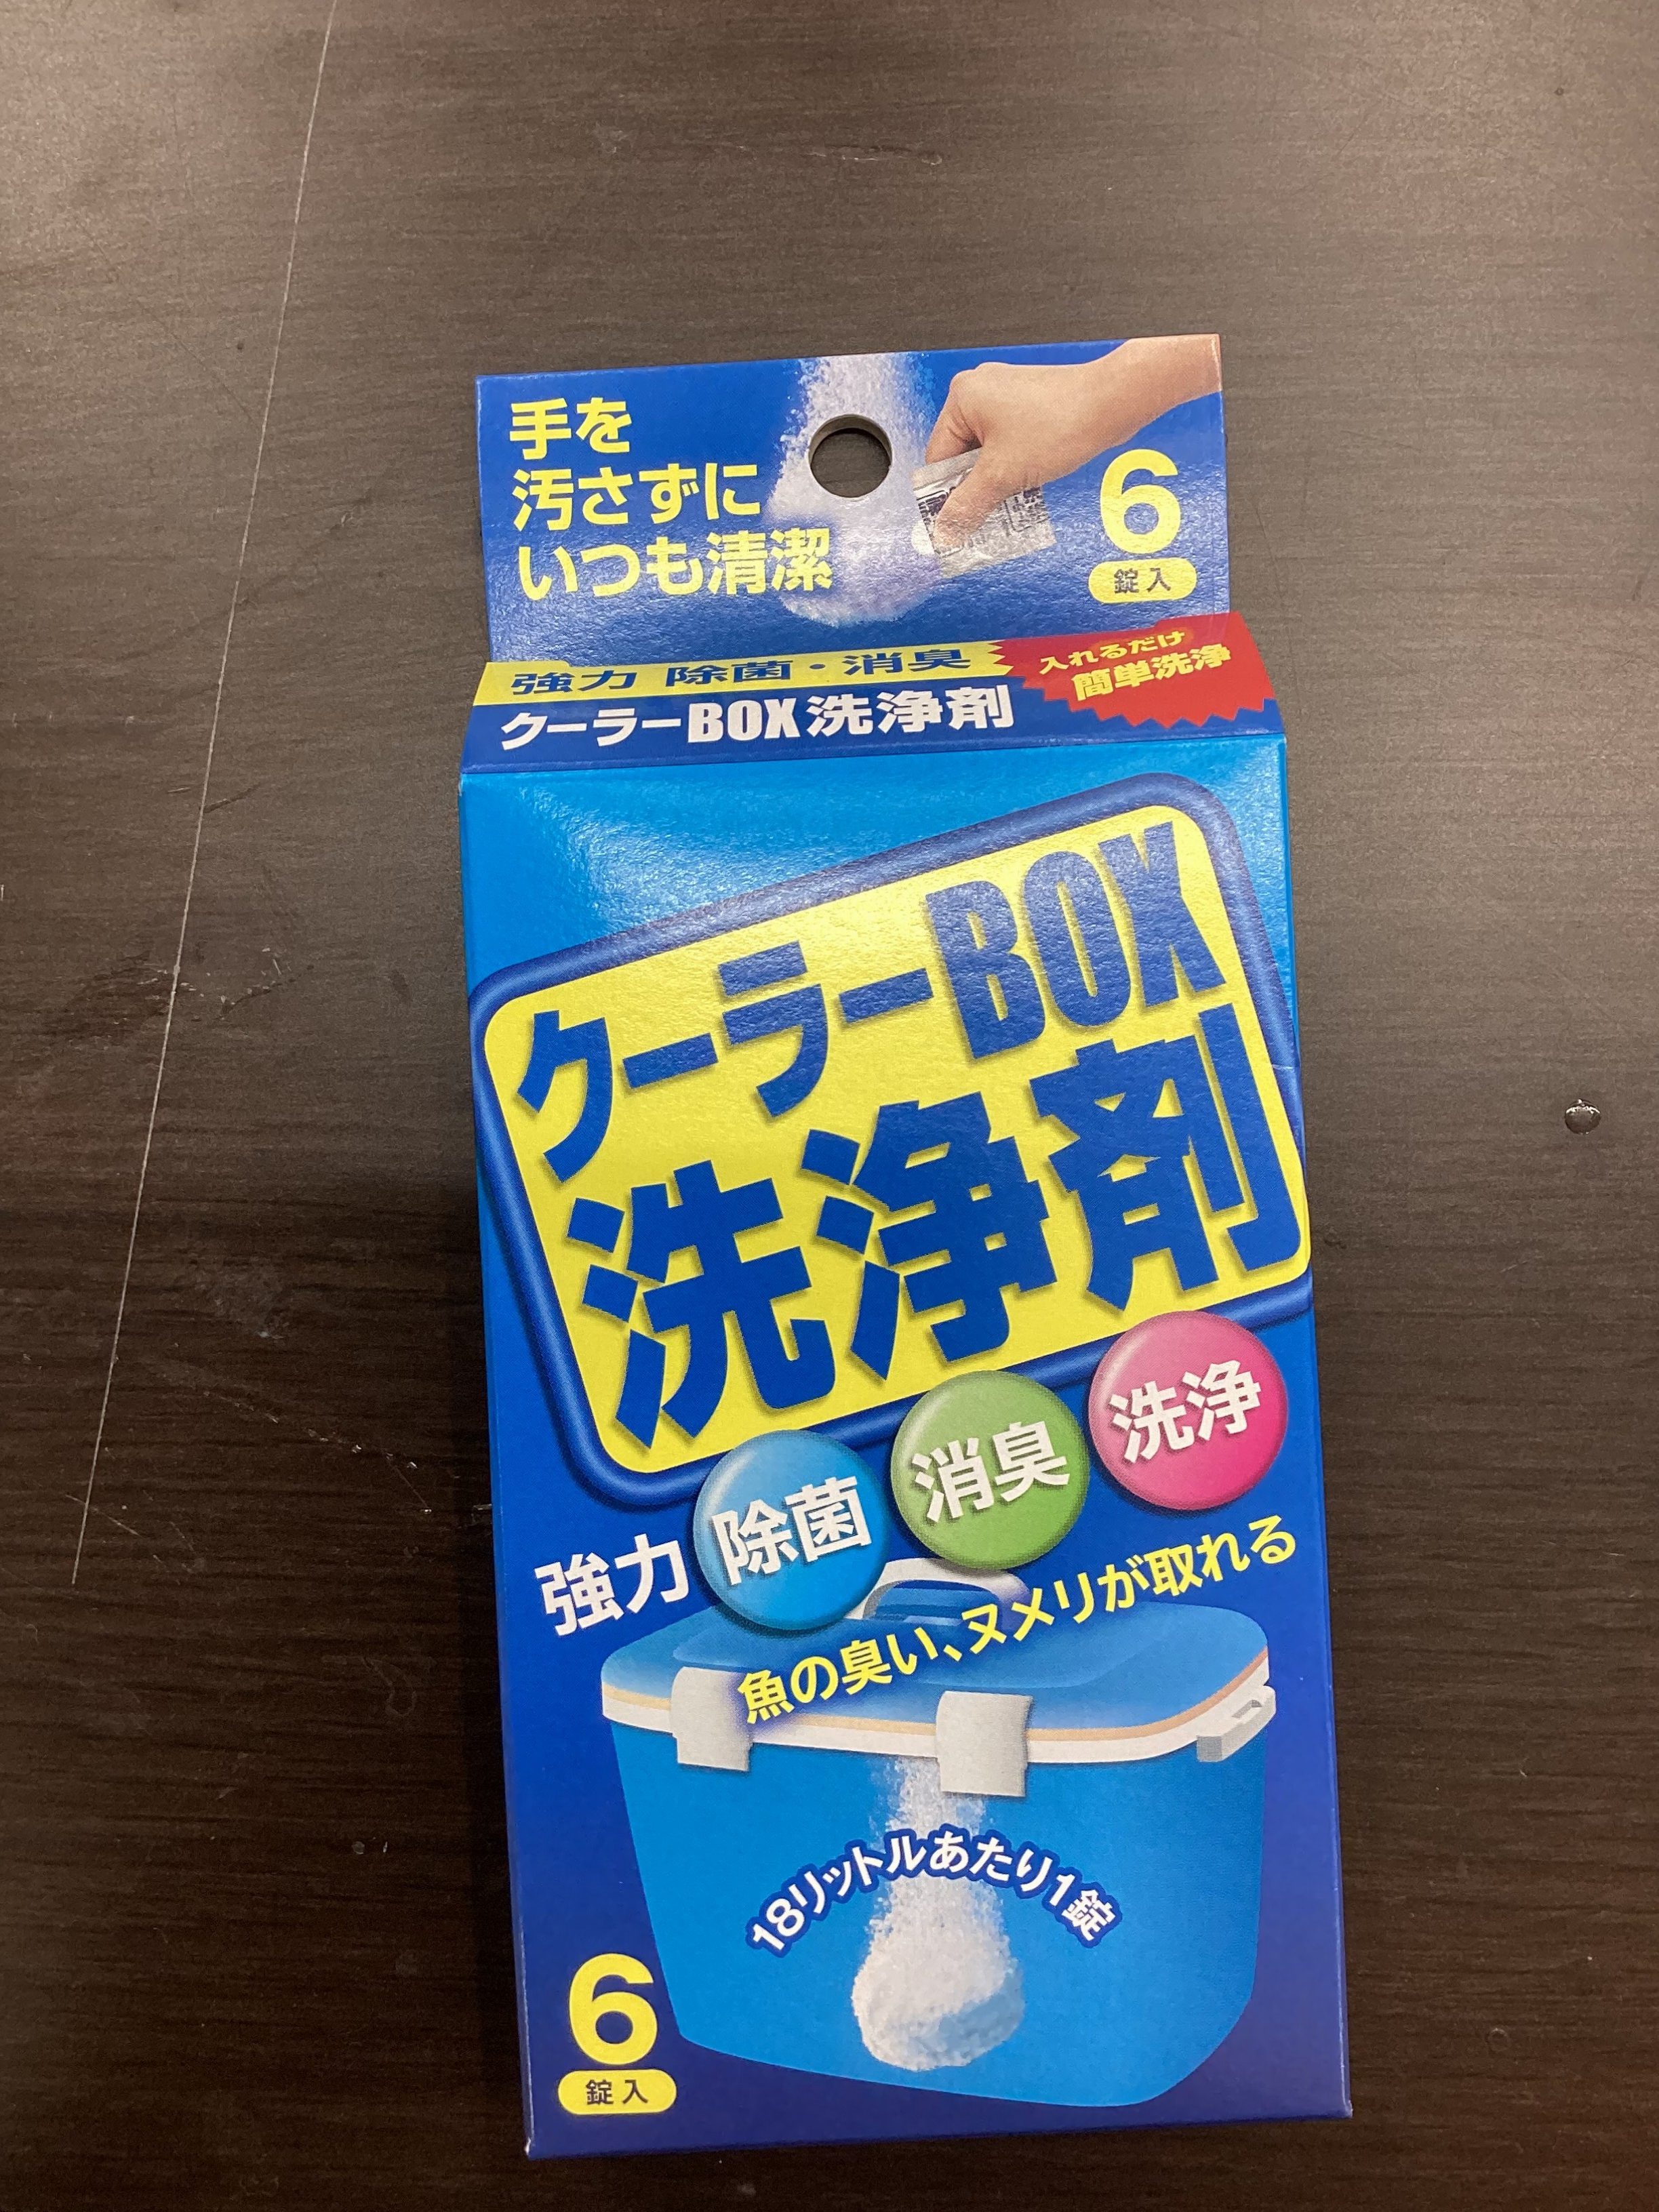 手を
汚さずに
いつも清潔
6
錠入
強力 除菌・消臭
入れるだけ
簡単洗浄
クーラーBOX洗浄剤
クーラーBOX
洗浄剤
強力
除菌
消臭
洗浄
魚の臭い、ヌメリが取れる
18リットルあたり1錠
6
錠入